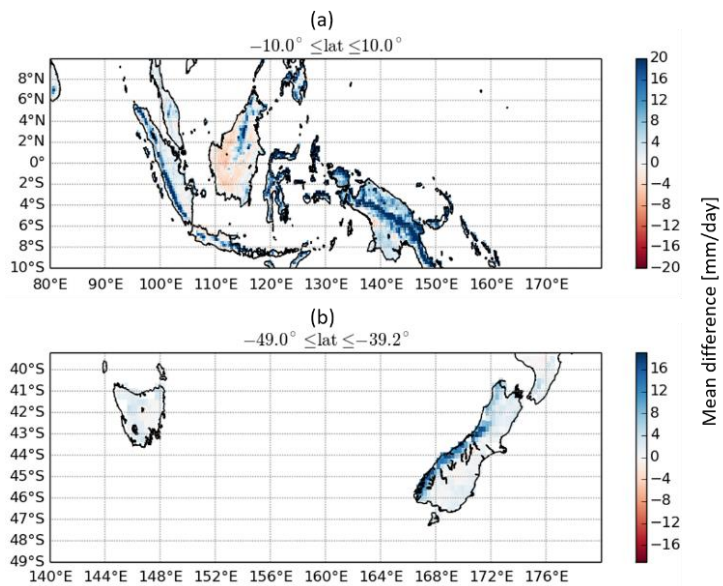 (a)
−10.0° ≤lat ≤10.0°
8°N
6°N
4°N
2°N
0°
2°S
4°S
6°S
8°S
10°S
80°E 90°E 100°E 110°E 120°E 130°E 140°E 150°E 160°E 170°E
20
16
12
8
4
0
−4
−8
−12
−16
−20
(b)
−49.0° ≤lat ≤−39.2°
40°S
41°S
42°S
43°S
44°S
45°S
46°S
47°S
48°S
49°S
140°E 144°E 148°E 152°E 156°E 160°E 164°E 168°E 172°E 176°E
16
12
8
4
0
−4
−8
−12
−16
Mean difference [mm/day]